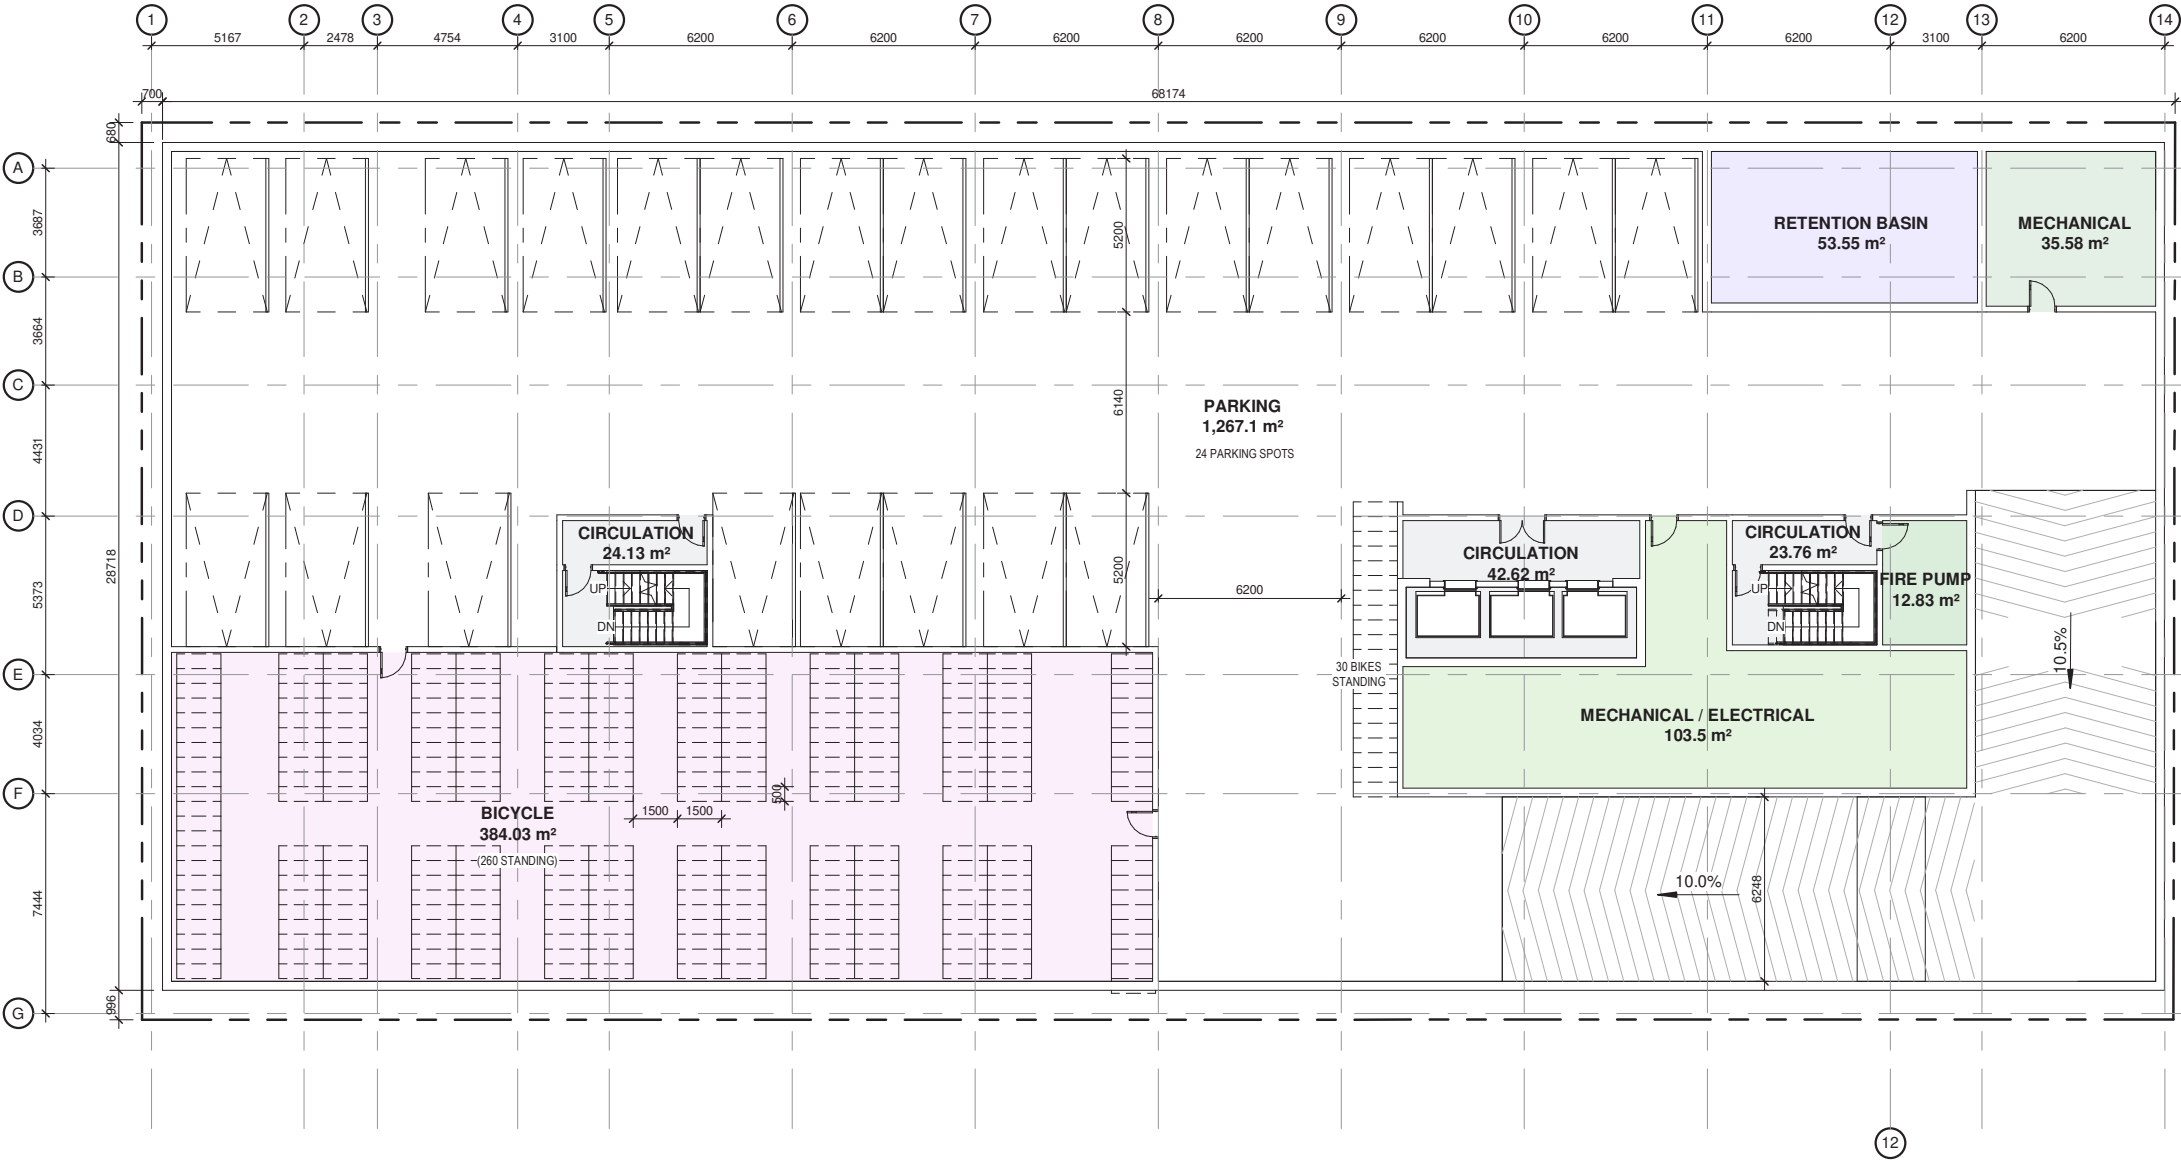 1 2 3 4 5 6 7 8 9 10 11 12 13 14
5167 2478 4754 3100 6200 6200 6200 6200 6200 6200 6200 3100 6200
700 68174
680
A
3687
B
3664
C
4431
D
5373
E
4034
F
7444
G
28718
996
5200
6140
5200
RETENTION BASIN
53.55 m²
MECHANICAL
35.58 m²
PARKING
1,267.1 m²
24 PARKING SPOTS
CIRCULATION
24.13 m²
UP
DN
6200
CIRCULATION
42.62 m²
CIRCULATION
23.76 m²
UP
DN
FIRE PUMP
12.83 m²
10.5%
30 BIKES
STANDING
MECHANICAL / ELECTRICAL
103.5 m²
500
1500 1500
BICYCLE
384.03 m²
(260 STANDING)
10.0%
6248
12